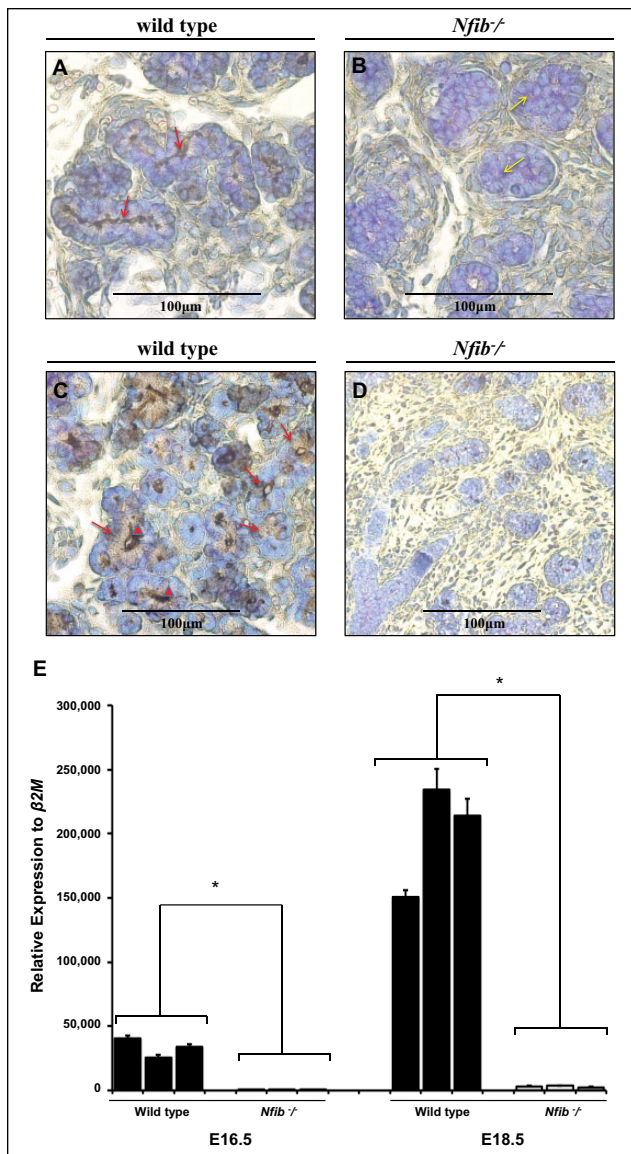 wild type Nfib-/-
A B
100µm 100µm
wild type Nfib-/-
C D
100µm 100µm
E
300,000
250,000
200,000
150,000
100,000
50,000
0
Relative Expression to β2M
*
*
Wild type Nfib -/- Wild type Nfib -/-
E16.5 E18.5